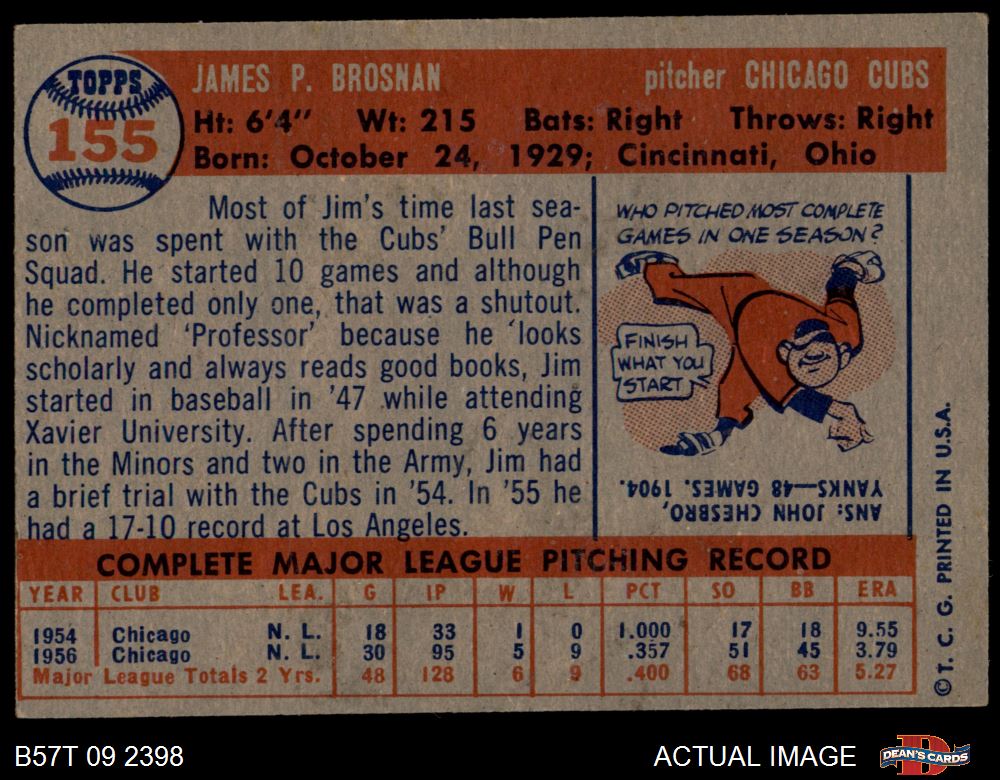 TOPPS
155
JAMES P. BROSNAN pitcher CHICAGO CUBS
Ht: 6'4" Wt: 215 Bats: Right Throws: Right
Born: October 24, 1929; Cincinnati, Ohio
Most of Jim's time last sea-
son was spent with the Cubs' Bull Pen
Squad. He started 10 games and although
he completed only one, that was a shutout.
Nicknamed 'Professor' because he 'looks
scholarly and always reads good books, Jim
started in baseball in '47 while attending
Xavier University. After spending 6 years
in the Minors and two in the Army, Jim had
a brief trial with the Cubs in '54. In '55 he
had a 17-10 record at Los Angeles.
WHO PITCHED MOST COMPLETE
GAMES IN ONE SEASON?
FINISH
WHAT YOU
START
ANS: JOHN CHESBRO,
YANKS—48 GAMES. 1904.
COMPLETE MAJOR LEAGUE PITCHING RECORD
YEAR CLUB LEA. G IP W L PCT SO BB ERA
1954 Chicago N. L. 18 33 1 0 1.000 17 18 9.55
1956 Chicago N. L. 30 95 5 9 .357 51 45 3.79
Major League Totals 2 Yrs. 48 128 6 9 .400 68 63 5.27
© T. C. G. PRINTED IN U.S.A.
B57T 09 2398 ACTUAL IMAGE
DEAN'S CARDS